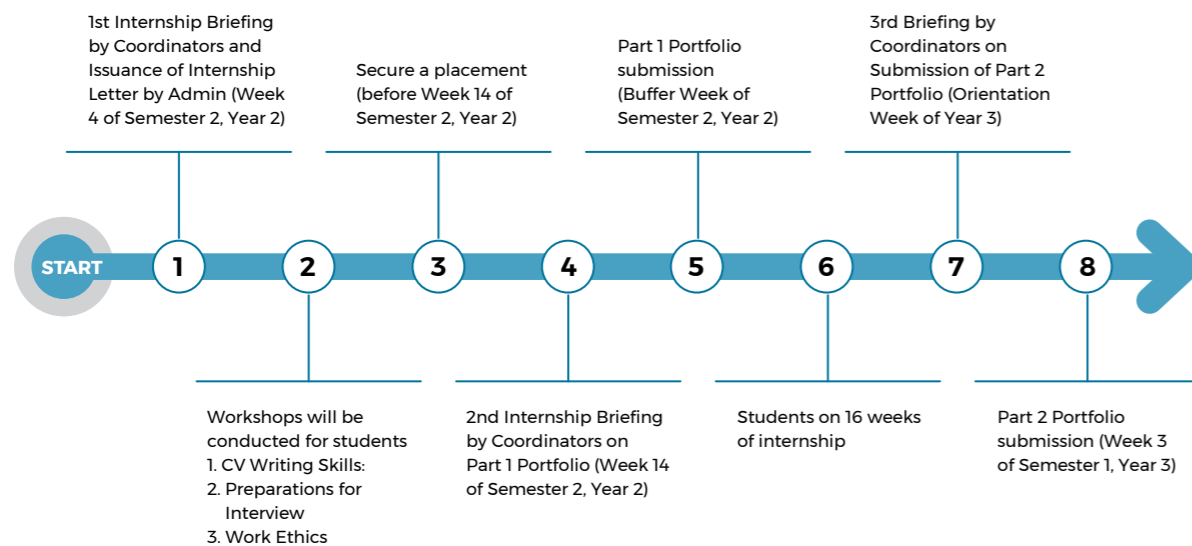 1st Internship Briefing
by Coordinators and
Issuance of Internship
Letter by Admin (Week
4 of Semester 2, Year 2)
Secure a placement
(before Week 14 of
Semester 2, Year 2)
Part 1 Portfolio
submission
(Buffer Week of
Semester 2, Year 2)
3rd Briefing by
Coordinators on
Submission of Part 2
Portfolio (Orientation
Week of Year 3)
START
1
2
3
4
5
6
7
8
Workshops will be
conducted for students
1. CV Writing Skills:
2. Preparations for
Interview
3. Work Ethics
2nd Internship Briefing
by Coordinators on
Part 1 Portfolio (Week 14
of Semester 2, Year 2)
Students on 16 weeks
of internship
Part 2 Portfolio
submission (Week 3
of Semester 1, Year 3)